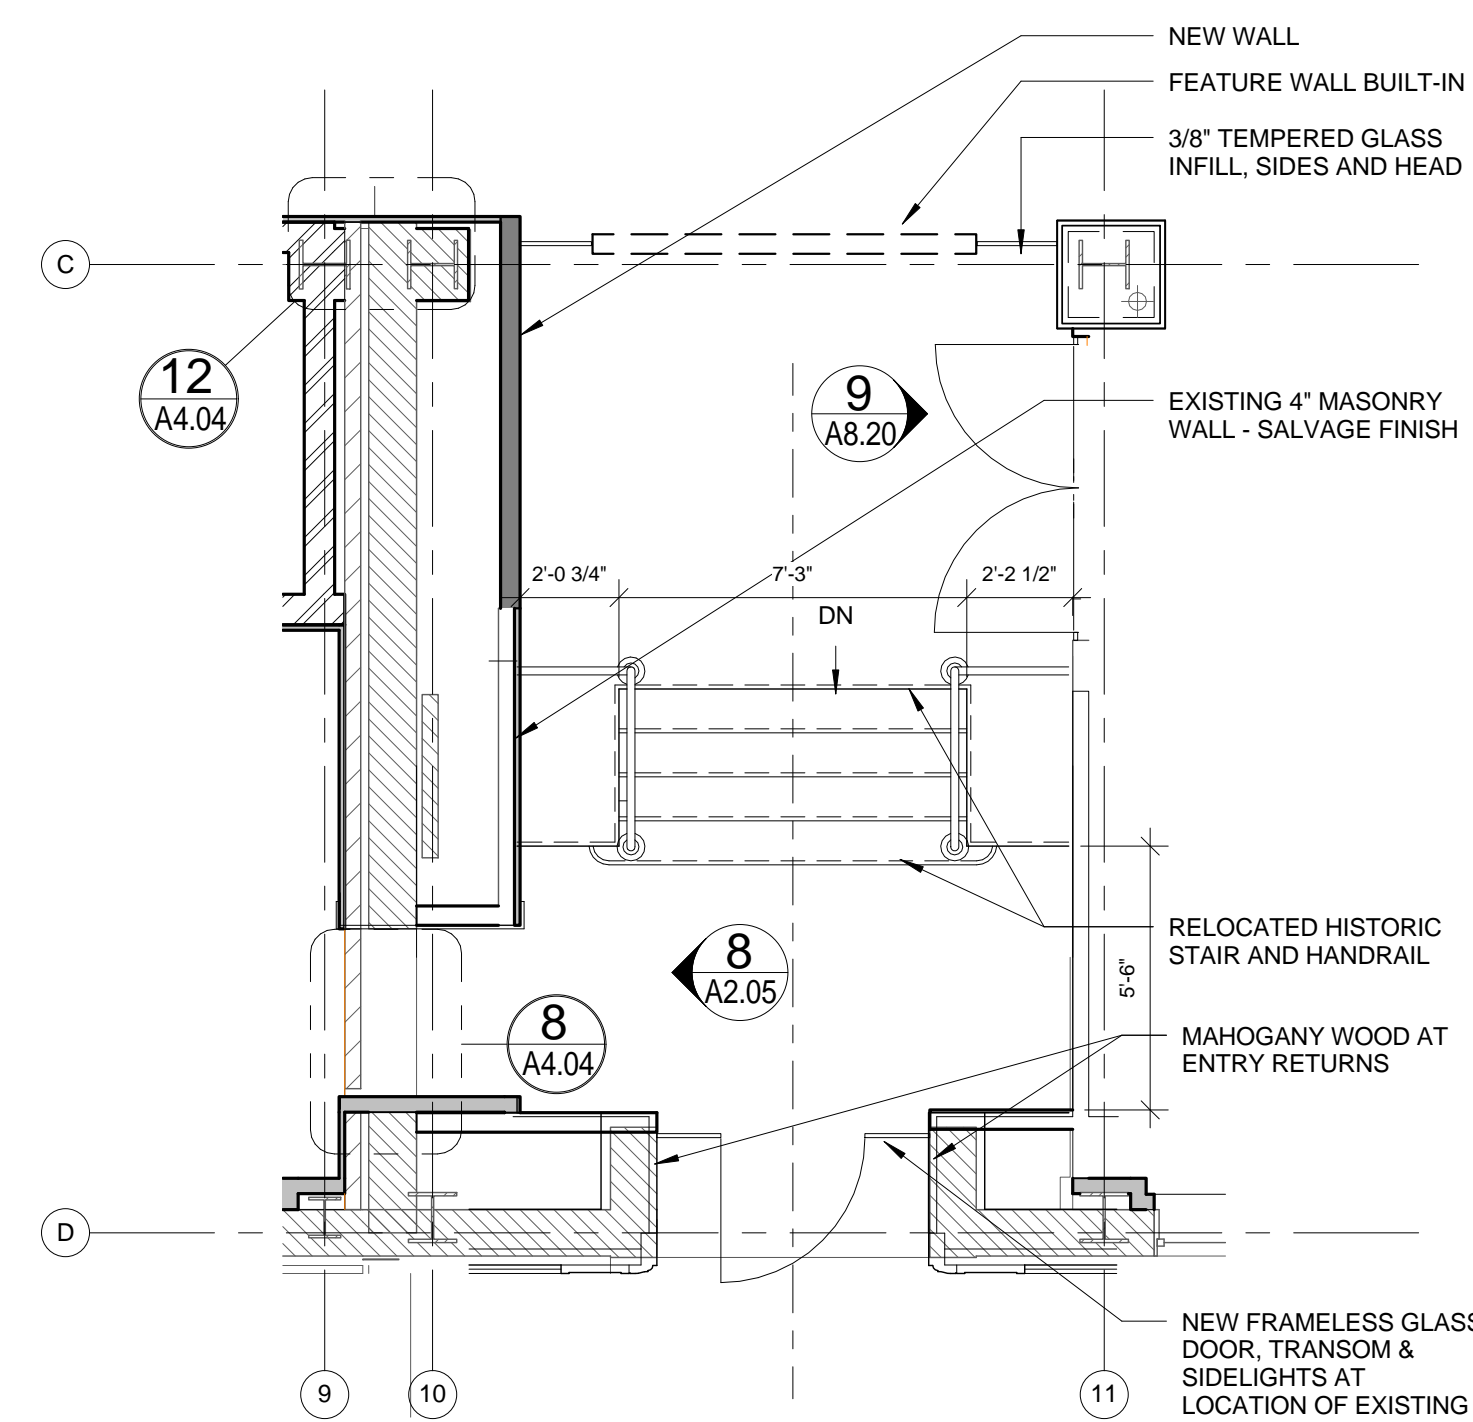 NEW WALL
FEATURE WALL BUILT-IN
3/8" TEMPERED GLASS
INFILL, SIDES AND HEAD
C
12
A4.04
9
A8.20
EXISTING 4" MASONRY
WALL - SALVAGE FINISH
2'-0 3/4"
7'-3"
2'-2 1/2"
DN
RELOCATED HISTORIC
STAIR AND HANDRAIL
5'-6"
8
A2.05
8
A4.04
MAHOGANY WOOD AT
ENTRY RETURNS
D
NEW FRAMELESS GLASS
DOOR, TRANSOM &
SIDELIGHTS AT
LOCATION OF EXISTING
9
10
11